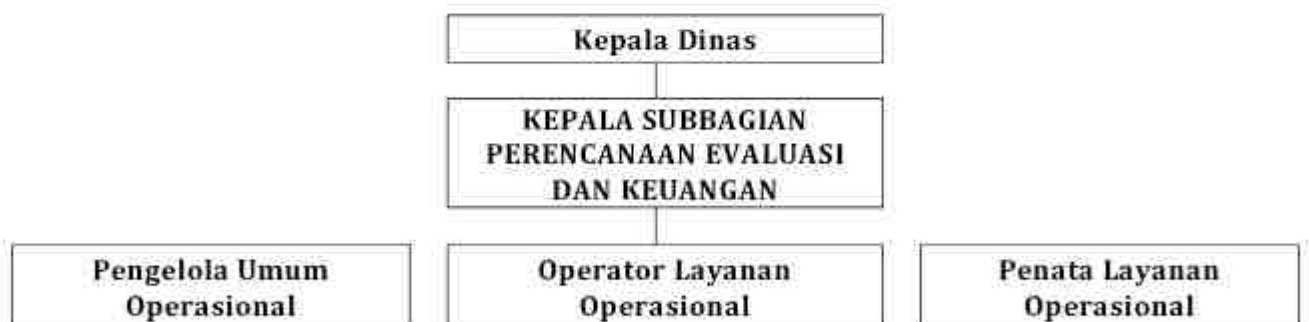 Kepala Dinas
KEPALA SUBBAGIAN
PERENCANAAN EVALUASI
DAN KEUANGAN
Pengelola Umum
Operasional
Operator Layanan
Operasional
Penata Layanan
Operasional